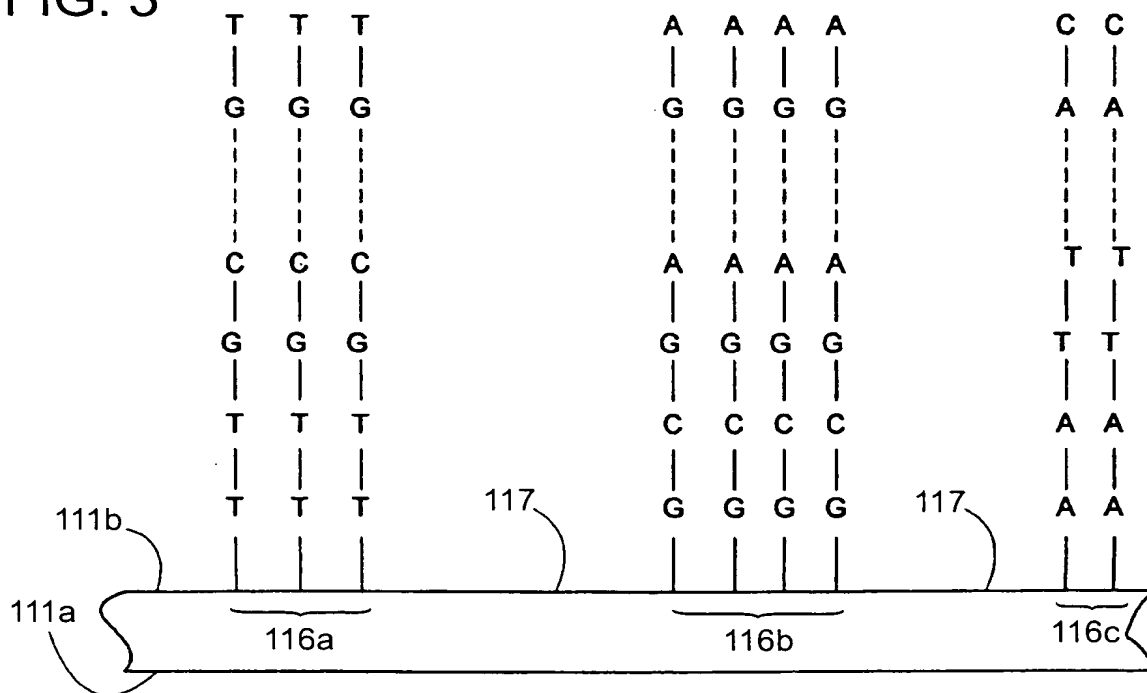 FIG. 3
T T T A A A A C C
G G G G G G G A A
C C C A A A A T T
G G G G G G G T T
T T T C C C C A A
T T T G G G G A A
111b 117 117
111a 116a 116b 116c